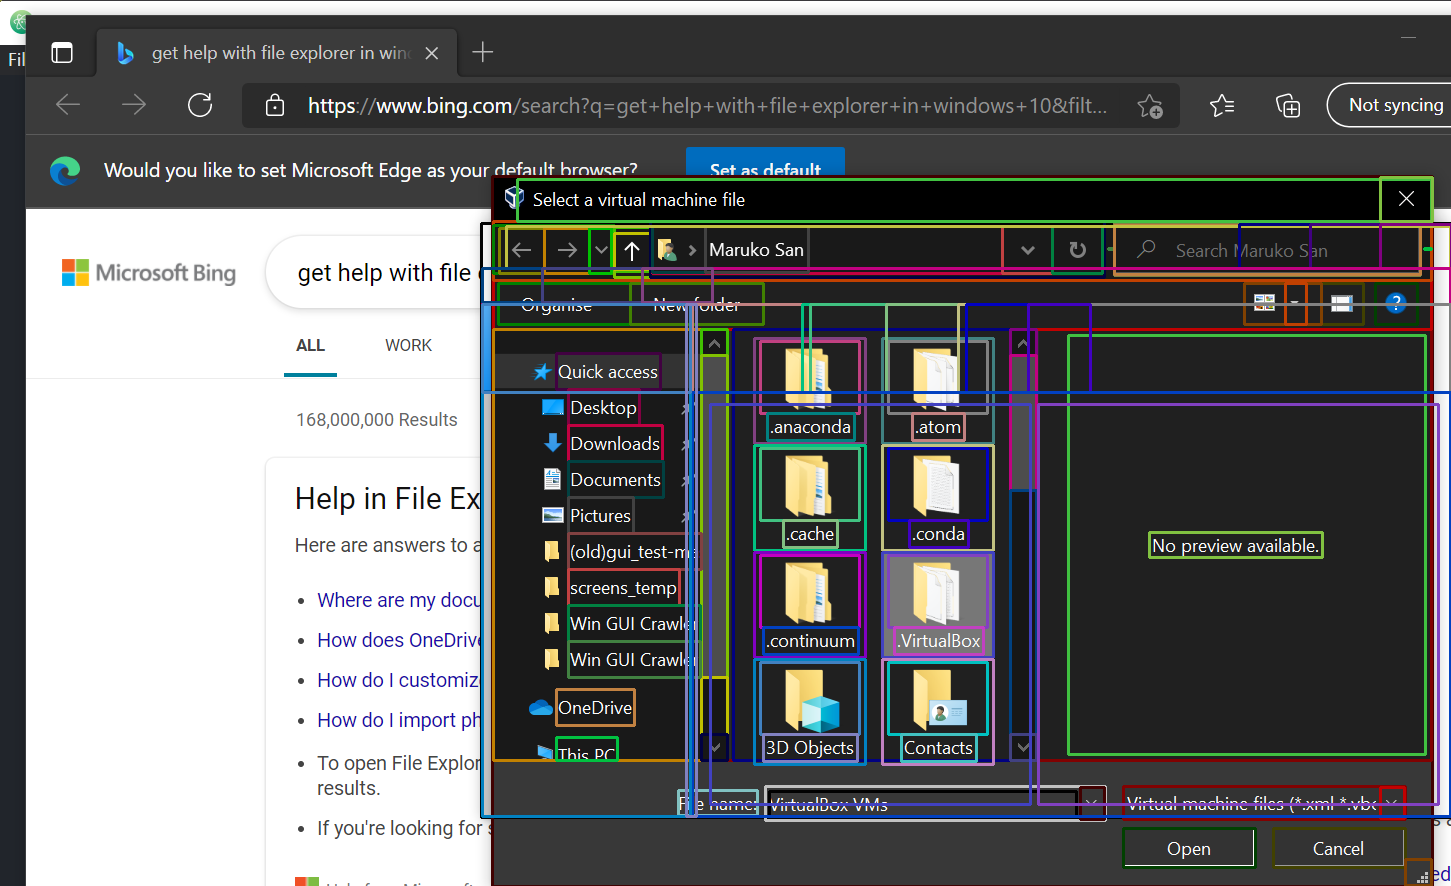 Fil
get help with file explorer in win
https://www.bing.com/search?q=get+help+with+file+explorer+in+windows+10&filt...
Not syncing
Would you like to set Microsoft Edge as your default browser?
Set as default
Select a virtual machine file
Maruko San
Search Maruko San
Microsoft Bing
get help with file
Organise
New folder
ALL
WORK
168,000,000 Results
Help in File Ex
Here are answers to a
Where are my docu
How does OneDrive
How do I customiz
How do I import ph
To open File Explor
results.
If you're looking for s
Quick access
Desktop
Downloads
Documents
Pictures
(old)gui_test-ma
screens_temp
Win GUI Crawler
Win GUI Crawler
OneDrive
This PC
.anaconda
.atom
.cache
.conda
.continuum
.VirtualBox
3D Objects
Contacts
No preview available.
File name:
VirtualBox VMs
Virtual machine files (*.xml *.vbo
Open
Cancel
ed